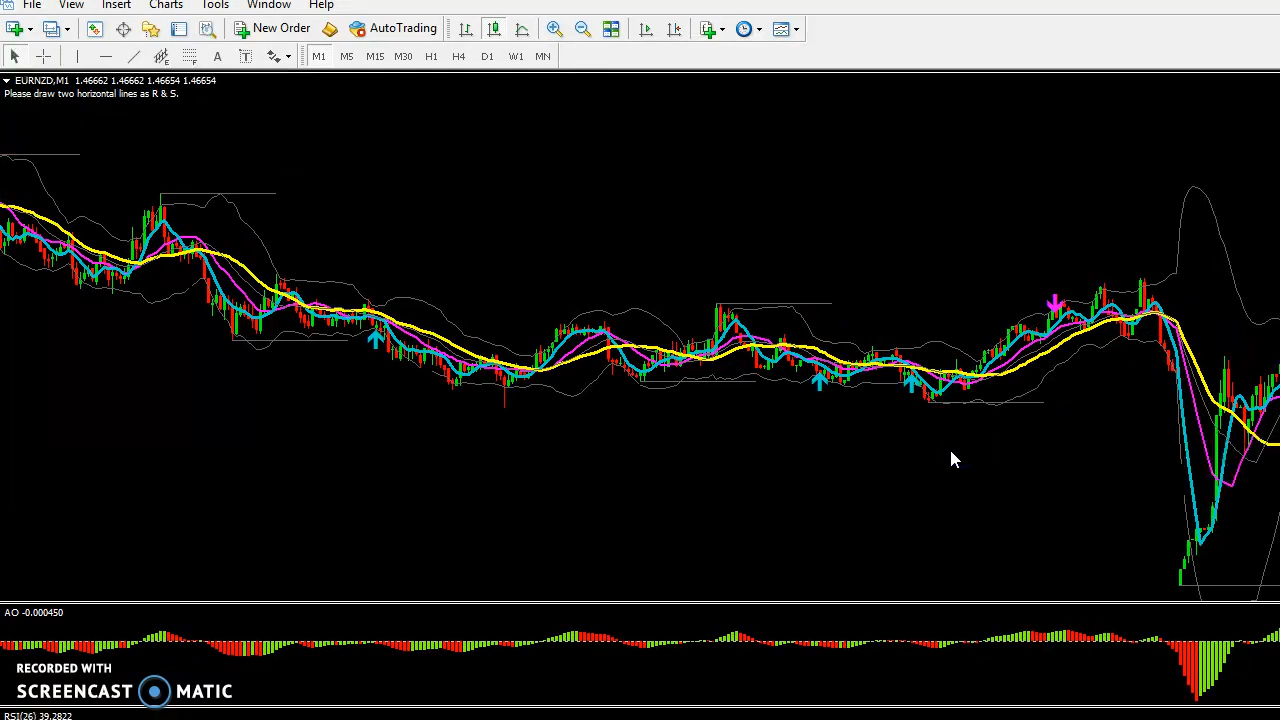 File View Insert Charts Tools Window Help
New Order AutoTrading
A T M1 M5 M15 M30 H1 H4 D1 W1 MN
EURNZD,M1 1.46662 1.46662 1.46654 1.46654
Please draw two horizontal lines as R & S.
AO -0.000450
RECORDED WITH
SCREENCAST MATIC
RSI(26) 39.2822